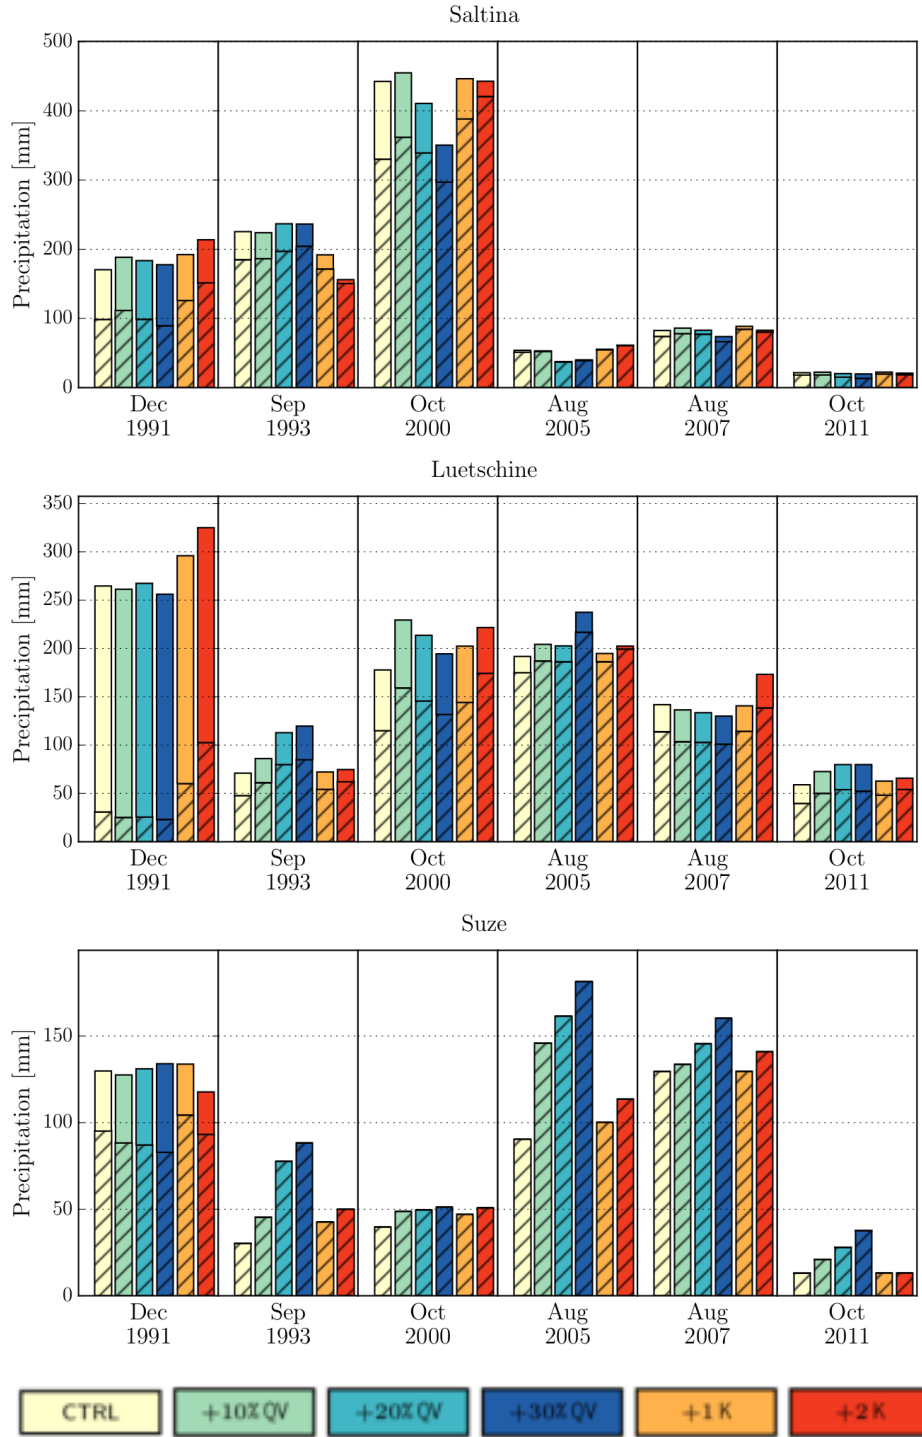 Saltina
500
400
300
200
100
0
Precipitation [mm]
Dec Sep Oct Aug Aug Oct
1991 1993 2000 2005 2007 2011
Luetschine
350
300
250
200
150
100
50
0
Precipitation [mm]
Dec Sep Oct Aug Aug Oct
1991 1993 2000 2005 2007 2011
Suze
150
100
50
0
Precipitation [mm]
Dec Sep Oct Aug Aug Oct
1991 1993 2000 2005 2007 2011
CTRL +10% QV +20% QV +30% QV +1 K +2 K